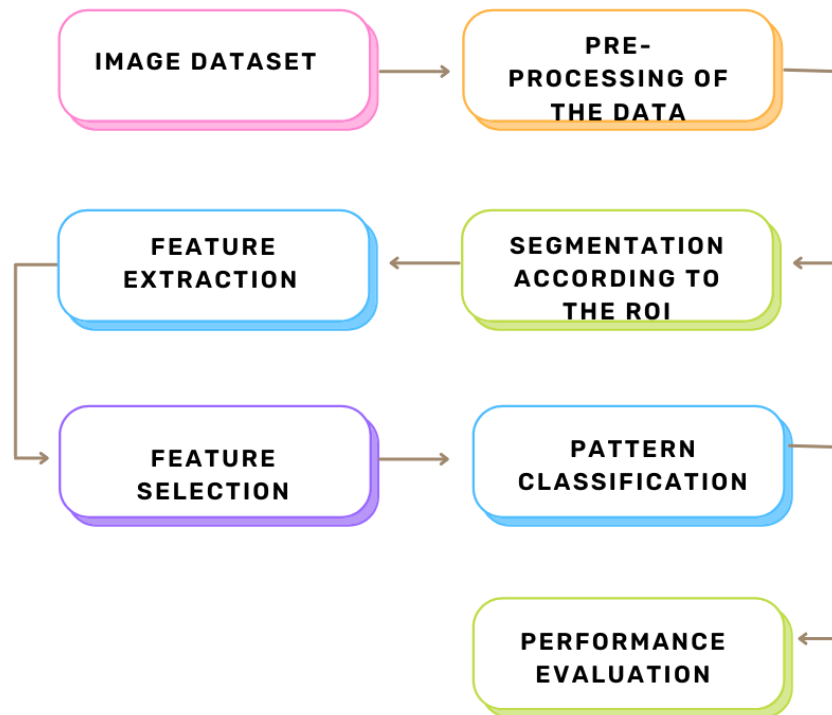 IMAGE DATASET
PRE-
PROCESSING OF
THE DATA
SEGMENTATION
ACCORDING TO
THE ROI
FEATURE
EXTRACTION
FEATURE
SELECTION
PATTERN
CLASSIFICATION
PERFORMANCE
EVALUATION